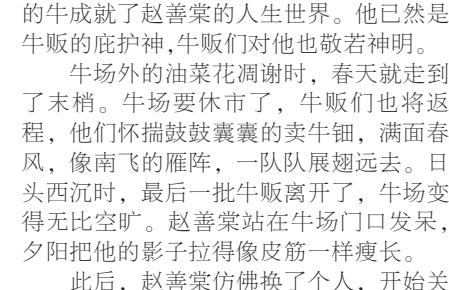 的牛成就了赵善棠的人生世界。他已然是
牛贩的庇护神,牛贩们对他也敬若神明。
牛场外的油菜花凋谢时，春天就走到
了末梢。牛场要休市了，牛贩们也将返
程，他们怀揣鼓鼓囊囊的卖牛钿，满面春
风，像南飞的雁阵，一队队展翅远去。日
头西沉时，最后一批牛贩离开了，牛场变
得无比空旷。赵善棠站在牛场门口发呆，
夕阳把他的影子拉得像皮筋一样瘦长。
此后，赵善棠仿佛换了个人，开始关